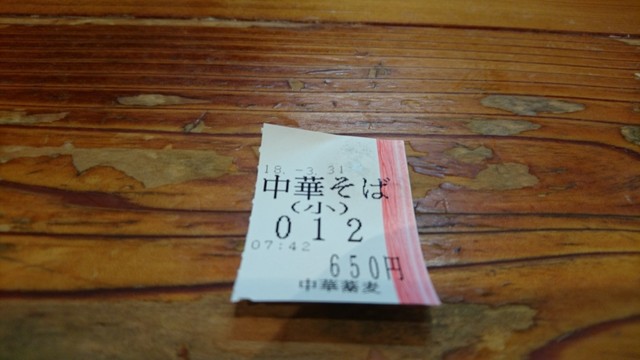 18.-3.31
中華そば
(小)
012
07:42
650円
中華蕎麦